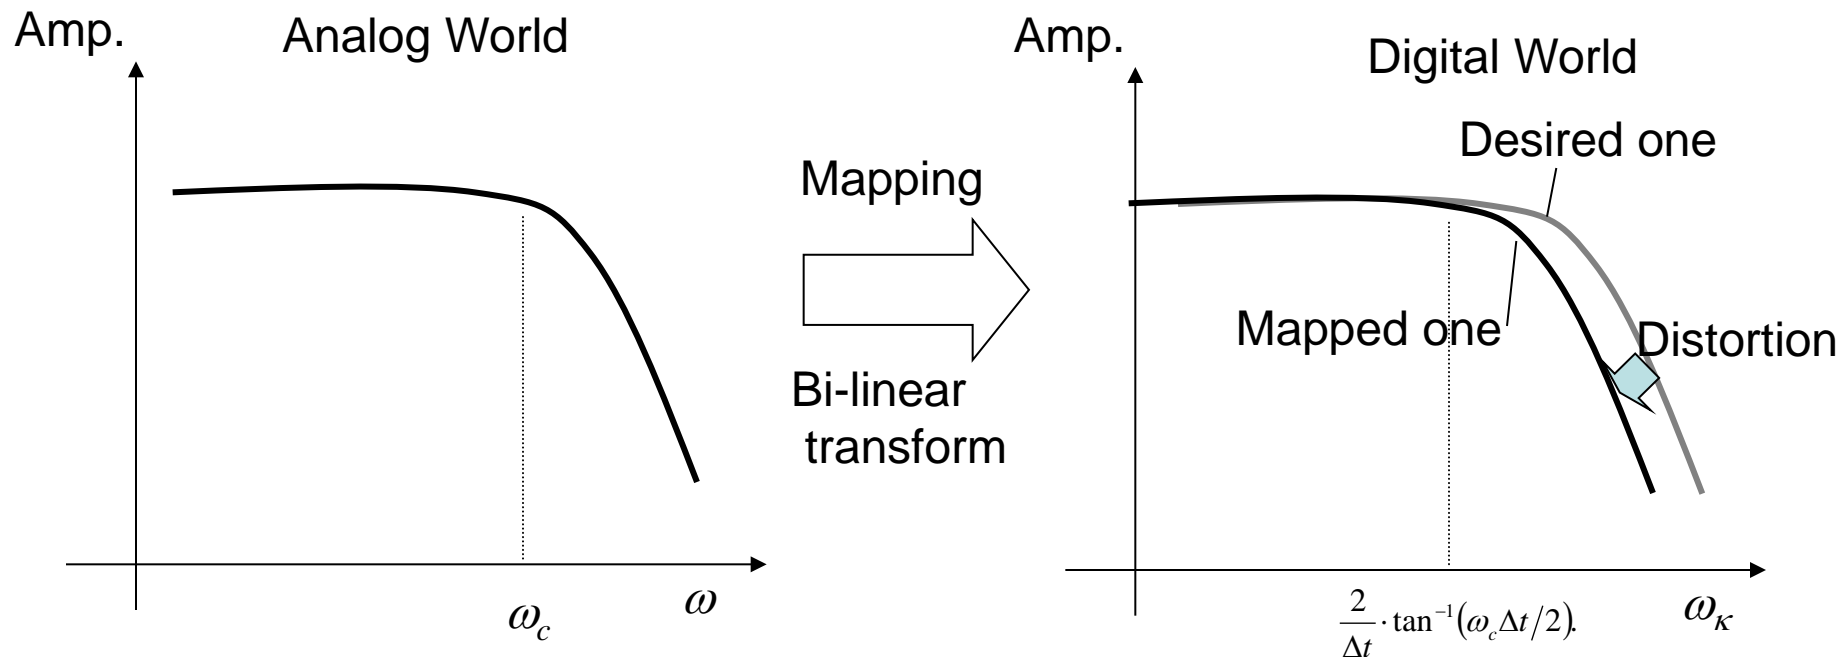 Amp.
Analog World
ω_c
ω
Mapping
Bi-linear
transform
Amp.
Digital World
Desired one
Mapped one
Distortion
2/Δt · tan⁻¹(ω_cΔt/2).
ω_κ